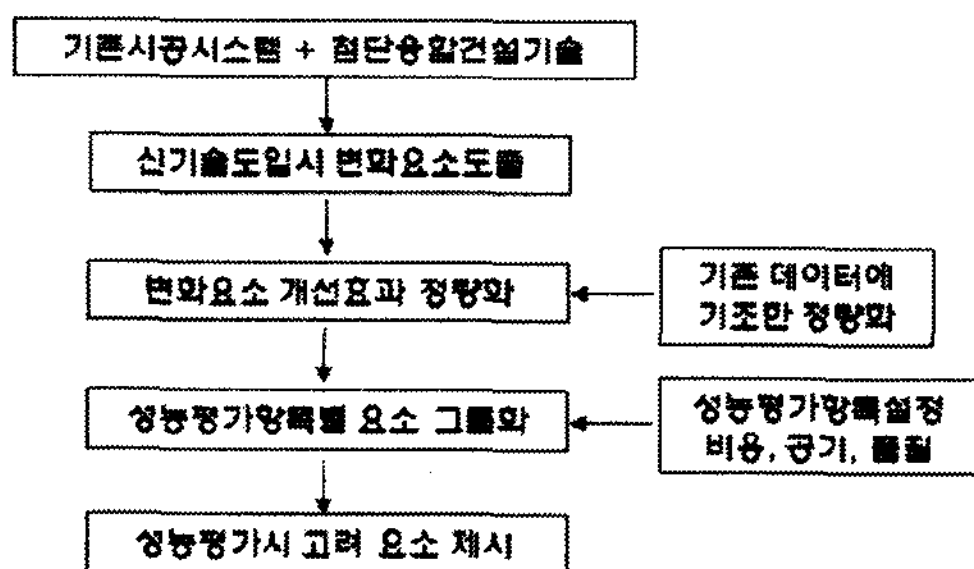 기존시공시스템 + 첨단융합건설기술
신기술도입시 변화요소도출
변화요소 개선효과 정량화
기존 데이터에
기조한 정량화
성능평가항목별 요소 그룹화
성능평가항목설정
비용, 공기, 품질
성능평가시 고려 요소 제시